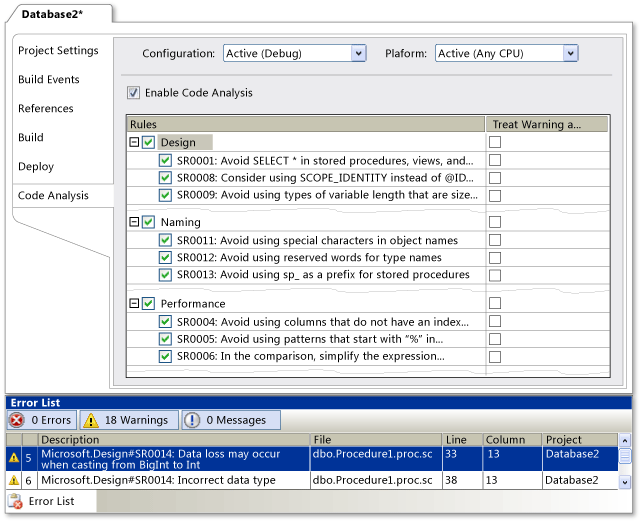 Database2*
Project Settings
Build Events
References
Build
Deploy
Code Analysis
Configuration: Active (Debug) Plaform: Active (Any CPU)
Enable Code Analysis
Rules Treat Warning a...
Design
SR0001: Avoid SELECT * in stored procedures, views, and...
SR0008: Consider using SCOPE_IDENTITY instead of @ID...
SR0009: Avoid using types of variable length that are size...
Naming
SR0011: Avoid using special characters in object names
SR0012: Avoid using reserved words for type names
SR0013: Avoid using sp_ as a prefix for stored procedures
Performance
SR0004: Avoid using columns that do not have an index...
SR0005: Avoid using patterns that start with “%” in...
SR0006: In the comparison, simplify the expression...
Error List
0 Errors 18 Warnings 0 Messages
Description File Line Column Project
5 Microsoft.Design#SR0014: Data loss may occur dbo.Procedure1.proc.sc 33 13 Database2
when casting from BigInt to Int
6 Microsoft.Design#SR0014: Incorrect data type dbo.Procedure1.proc.sc 38 13 Database2
Error List